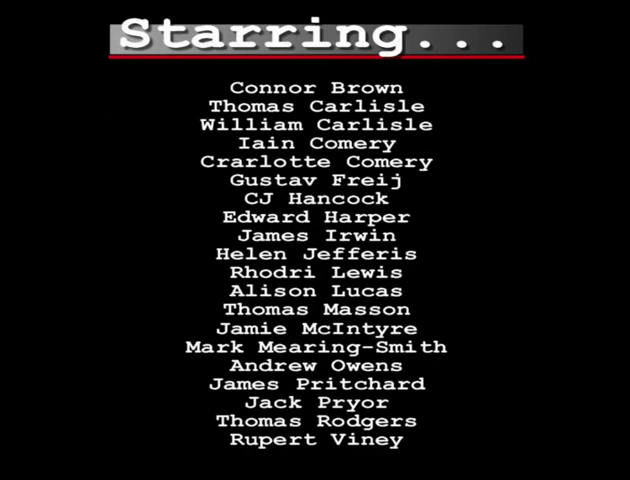 Starring...
Connor Brown
Thomas Carlisle
William Carlisle
Iain Comery
Crarlotte Comery
Gustav Freij
CJ Hancock
Edward Harper
James Irwin
Helen Jefferis
Rhodri Lewis
Alison Lucas
Thomas Masson
Jamie McIntyre
Mark Mearing-Smith
Andrew Owens
James Pritchard
Jack Pryor
Thomas Rodgers
Rupert Viney